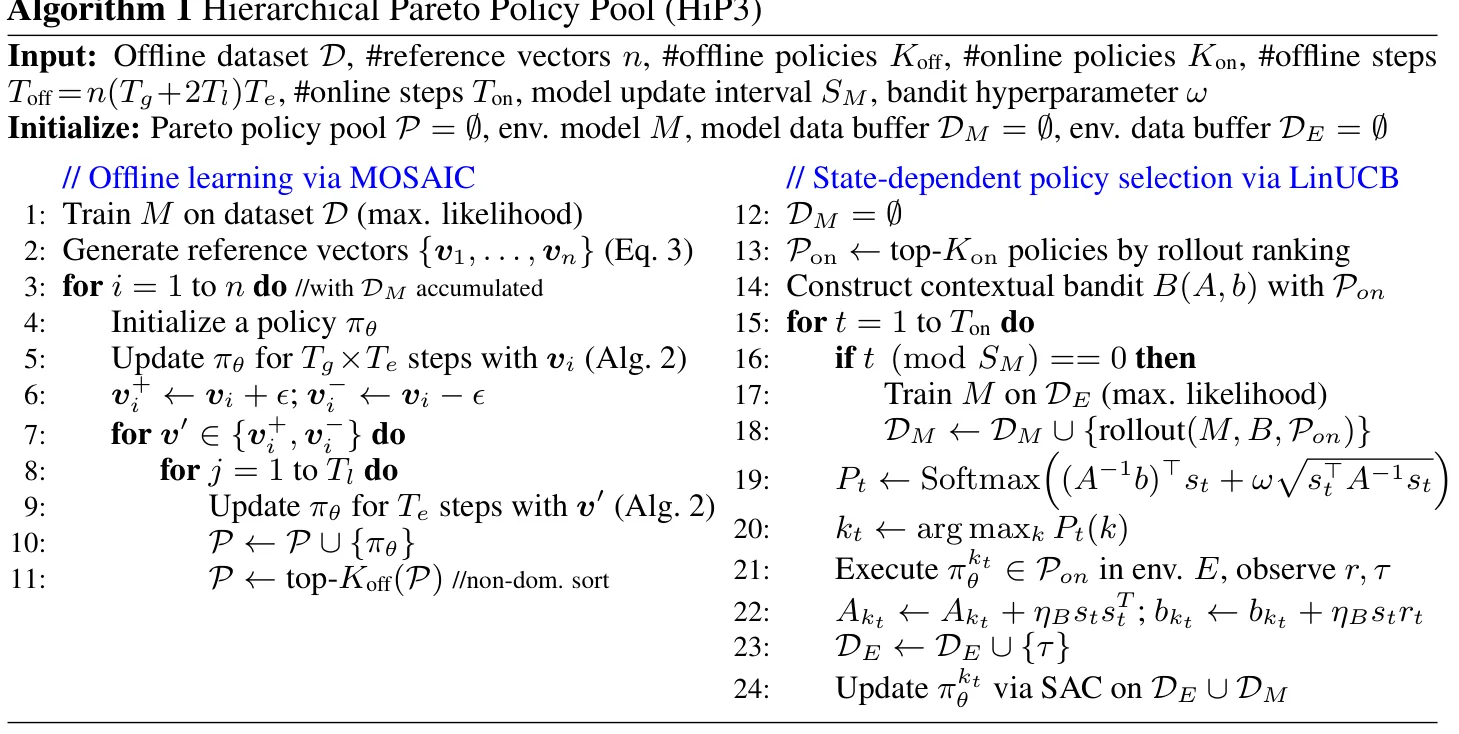 Algorithm 1 Hierarchical Pareto Policy Pool (HiP3)
Input: Offline dataset 𝒟, #reference vectors n, #offline policies K_off, #online policies K_on, #offline steps
T_off = n(T_g+2T_l)T_e, #online steps T_on, model update interval S_M, bandit hyperparameter ω
Initialize: Pareto policy pool 𝒫 = ∅, env. model M, model data buffer 𝒟_M = ∅, env. data buffer 𝒟_E = ∅
// Offline learning via MOSAIC
1: Train M on dataset 𝒟 (max. likelihood)
2: Generate reference vectors {v_1, . . . , v_n} (Eq. 3)
3: for i = 1 to n do //with 𝒟_M accumulated
4: Initialize a policy π_θ
5: Update π_θ for T_g×T_e steps with v_i (Alg. 2)
6: v_i^+ ← v_i + ϵ; v_i^- ← v_i − ϵ
7: for v′ ∈ {v_i^+, v_i^-} do
8: for j = 1 to T_l do
9: Update π_θ for T_e steps with v′ (Alg. 2)
10: 𝒫 ← 𝒫 ∪ {π_θ}
11: 𝒫 ← top-K_off(𝒫) //non-dom. sort
// State-dependent policy selection via LinUCB
12: 𝒟_M = ∅
13: 𝒫_on ← top-K_on policies by rollout ranking
14: Construct contextual bandit B(A, b) with 𝒫_on
15: for t = 1 to T_on do
16: if t (mod S_M) == 0 then
17: Train M on 𝒟_E (max. likelihood)
18: 𝒟_M ← 𝒟_M ∪ {rollout(M, B, 𝒫_on)}
19: P_t ← Softmax((A^{-1}b)^⊤ s_t + ω√(s_t^⊤ A^{-1} s_t))
20: k_t ← arg max_k P_t(k)
21: Execute π_θ^{k_t} ∈ 𝒫_on in env. E, observe r, τ
22: A_{k_t} ← A_{k_t} + η_B s_t s_t^T; b_{k_t} ← b_{k_t} + η_B s_t r_t
23: 𝒟_E ← 𝒟_E ∪ {τ}
24: Update π_θ^{k_t} via SAC on 𝒟_E ∪ 𝒟_M